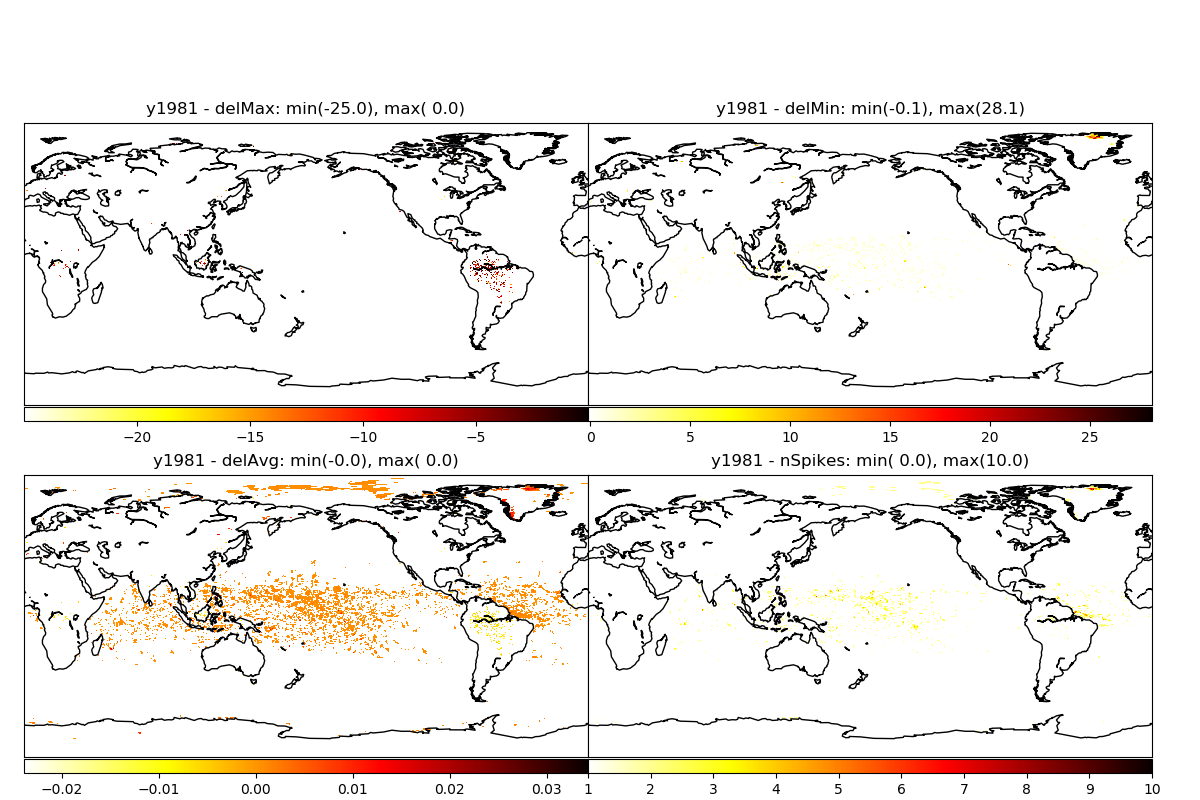 y1981 - delMax: min(-25.0), max( 0.0)
y1981 - delMin: min(-0.1), max(28.1)
−20 −15 −10 −5
0 5 10 15 20 25
y1981 - delAvg: min(-0.0), max( 0.0)
y1981 - nSpikes: min( 0.0), max(10.0)
−0.02 −0.01 0.00 0.01 0.02 0.03
1 2 3 4 5 6 7 8 9 10